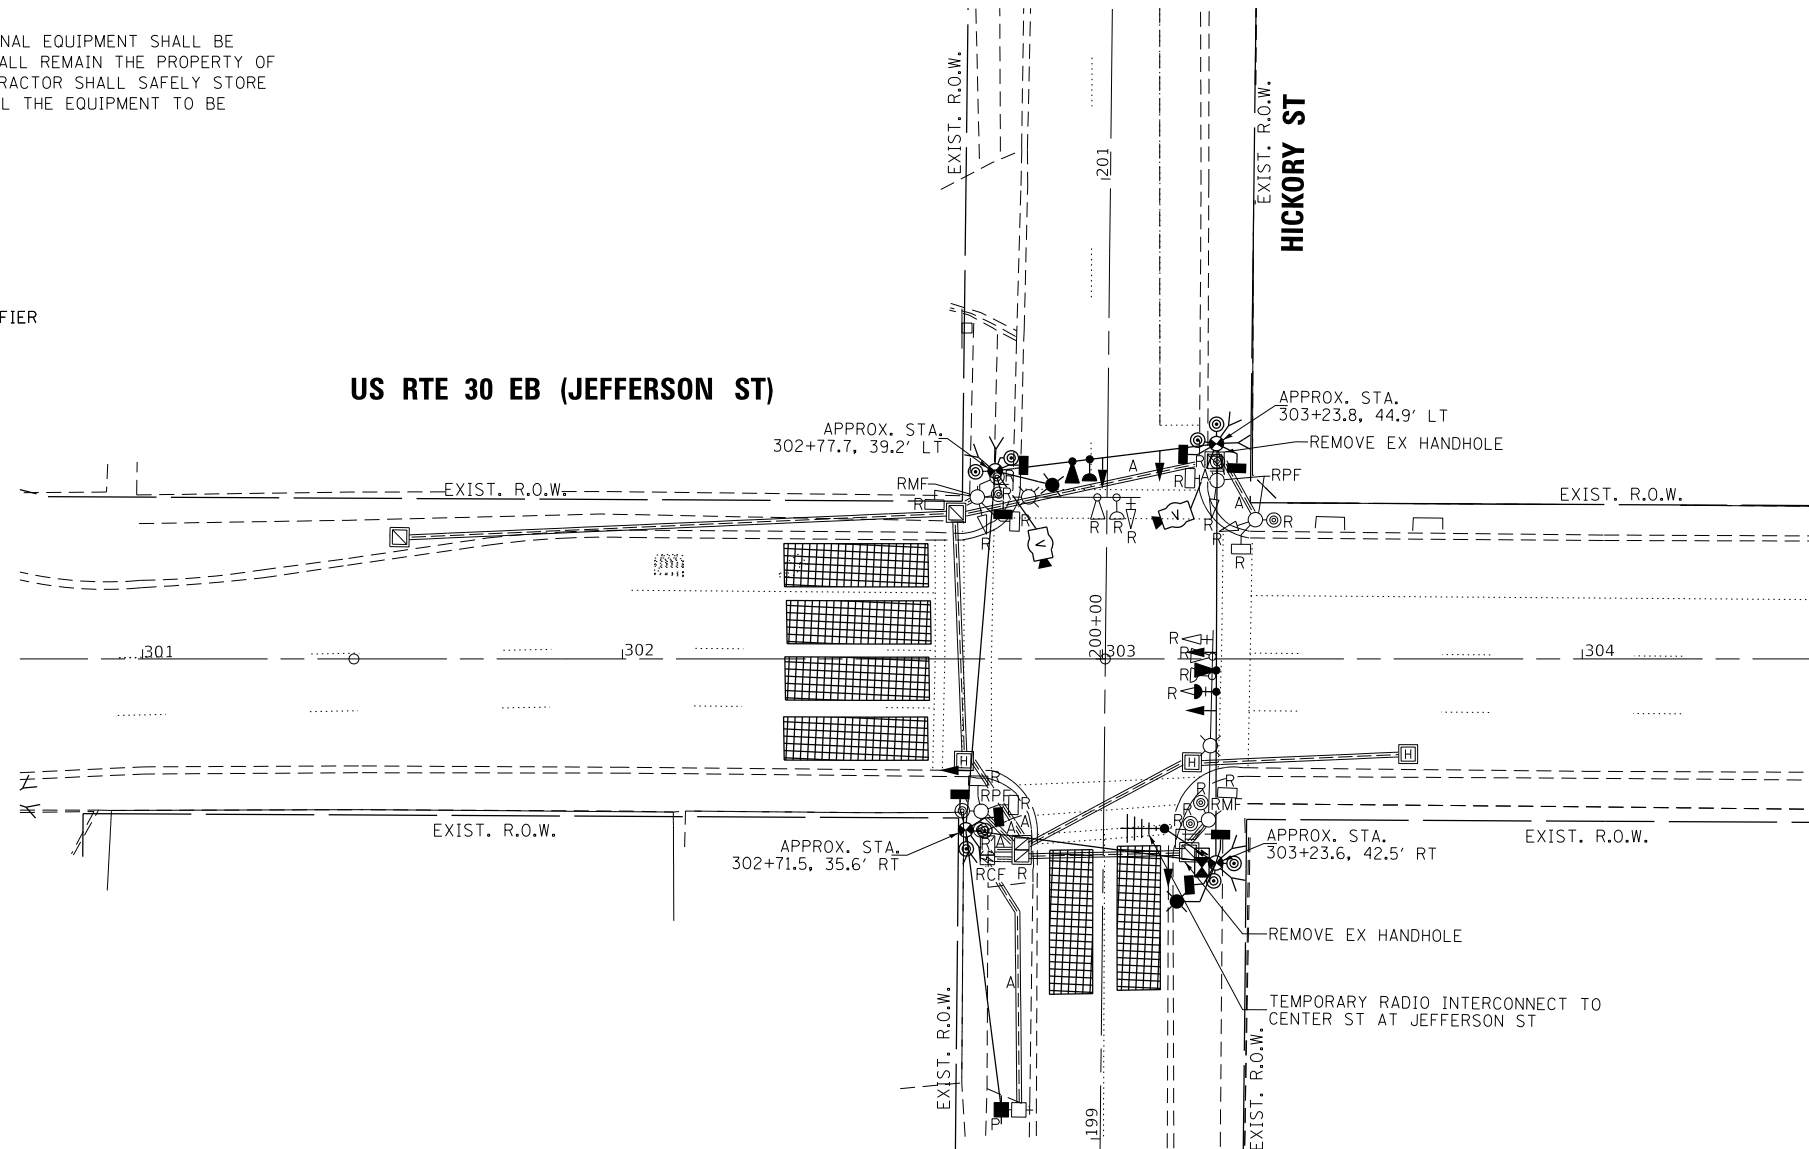 NAL EQUIPMENT SHALL BE
ALL REMAIN THE PROPERTY OF
RACTOR SHALL SAFELY STORE
L THE EQUIPMENT TO BE
FIER
US RTE 30 EB (JEFFERSON ST)
HICKORY ST
EXIST. R.O.W.
EXIST. R.O.W.
201
APPROX. STA.
302+77.7, 39.2' LT
APPROX. STA.
303+23.8, 44.9' LT
REMOVE EX HANDHOLE
RPF
RMF
EXIST. R.O.W.
EXIST. R.O.W.
A
A
A
R
R
R
R
R
R
R
R
R
R
R
R
R
V
V
301
302
200+00
303
304
R
R
R
R
H
H
H
R
RPF
R
A
A
A
R
RCF
R
R
R
RMF
R
R
EXIST. R.O.W.
EXIST. R.O.W.
APPROX. STA.
302+71.5, 35.6' RT
APPROX. STA.
303+23.6, 42.5' RT
REMOVE EX HANDHOLE
TEMPORARY RADIO INTERCONNECT TO
CENTER ST AT JEFFERSON ST
A
P
EXIST. R.O.W.
EXIST. R.O.W.
199